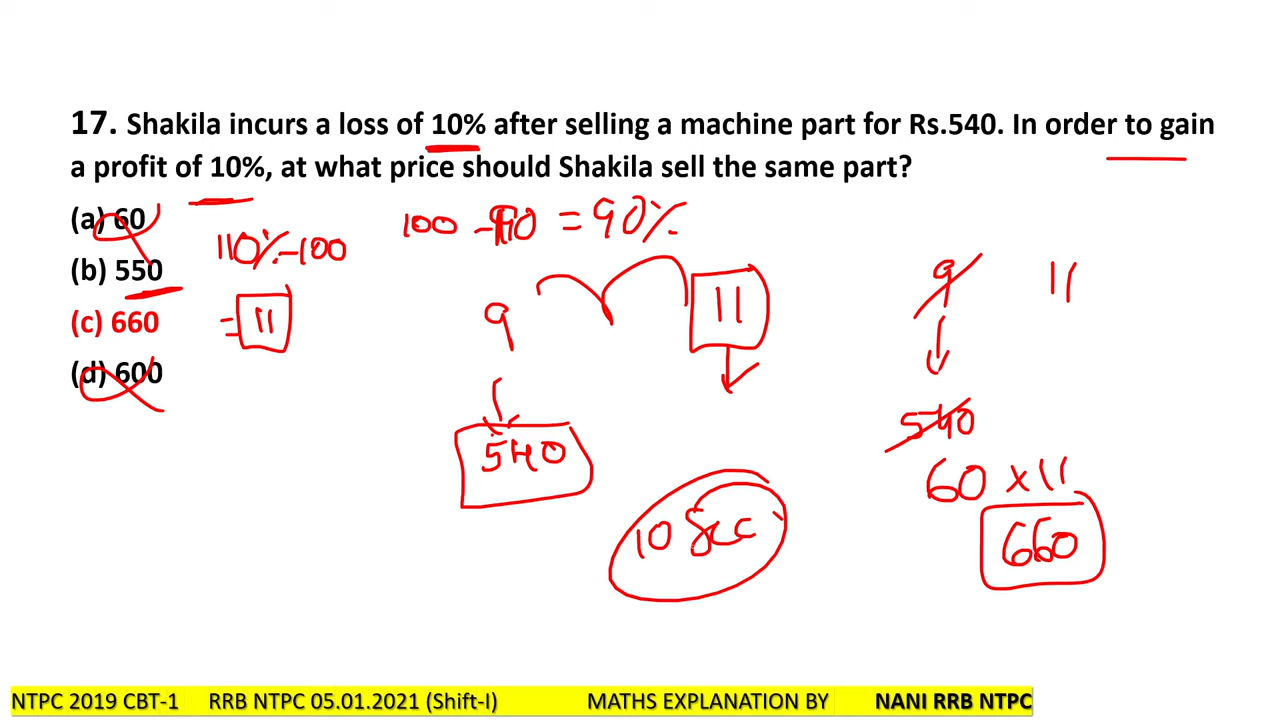 17. Shakila incurs a loss of 10% after selling a machine part for Rs.540. In order to gain
a profit of 10%, at what price should Shakila sell the same part?
(a) 60
(b) 550
(c) 660
(d) 600
110% - 100
= 11
100 - 10 = 90%
9 11
540
10 Sec
9 11
540
60 x 11
660
NTPC 2019 CBT-1 RRB NTPC 05.01.2021 (Shift-I) MATHS EXPLANATION BY NANI RRB NTPC